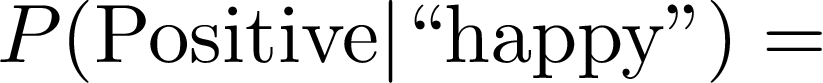 P(Positive| “happy”) =